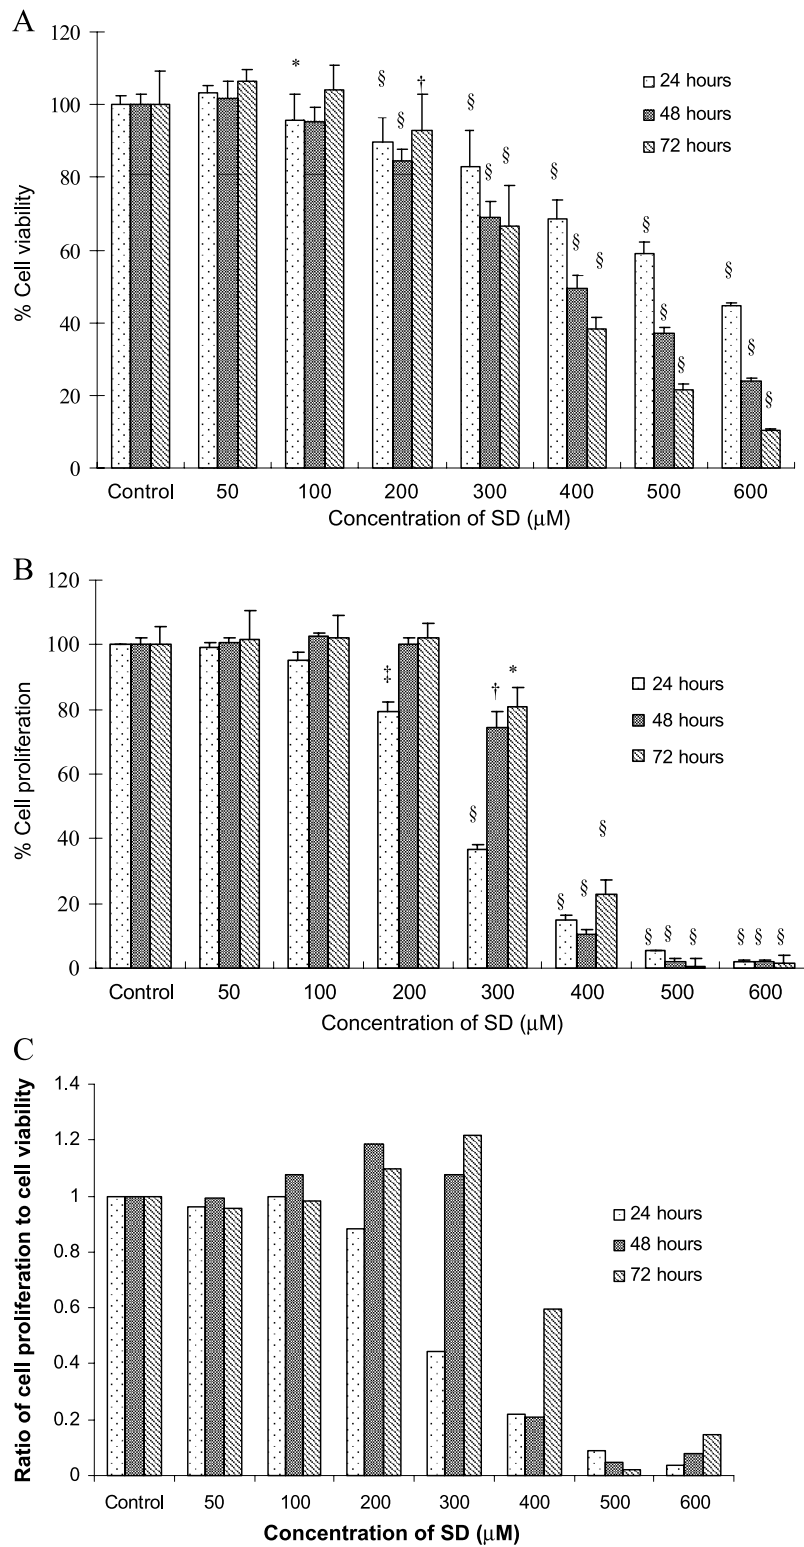 A
120
100
80
60
40
20
0
% Cell viability
* § § † § § § § § § § § § § § §
24 hours
48 hours
72 hours
Control 50 100 200 300 400 500 600
Concentration of SD (μM)
B
120
100
80
60
40
20
0
% Cell proliferation
‡ § † * § § § § § § § § §
24 hours
48 hours
72 hours
Control 50 100 200 300 400 500 600
Concentration of SD (μM)
C
1.4
1.2
1
0.8
0.6
0.4
0.2
0
Ratio of cell proliferation to cell viability
24 hours
48 hours
72 hours
Control 50 100 200 300 400 500 600
Concentration of SD (μM)